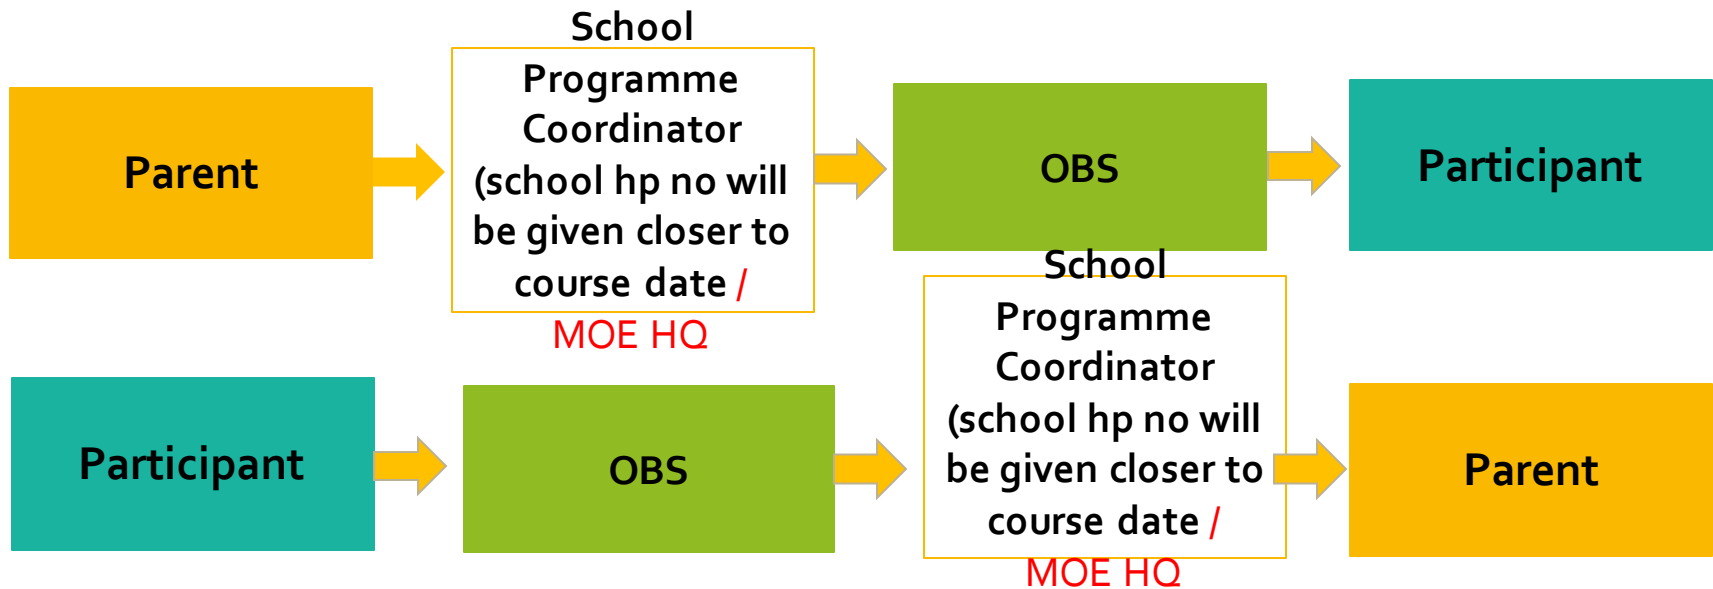 Parent
School
Programme
Coordinator
(school hp no will
be given closer to
course date /
MOE HQ
OBS
Participant
Participant
OBS
School
Programme
Coordinator
(school hp no will
be given closer to
course date /
MOE HQ
Parent